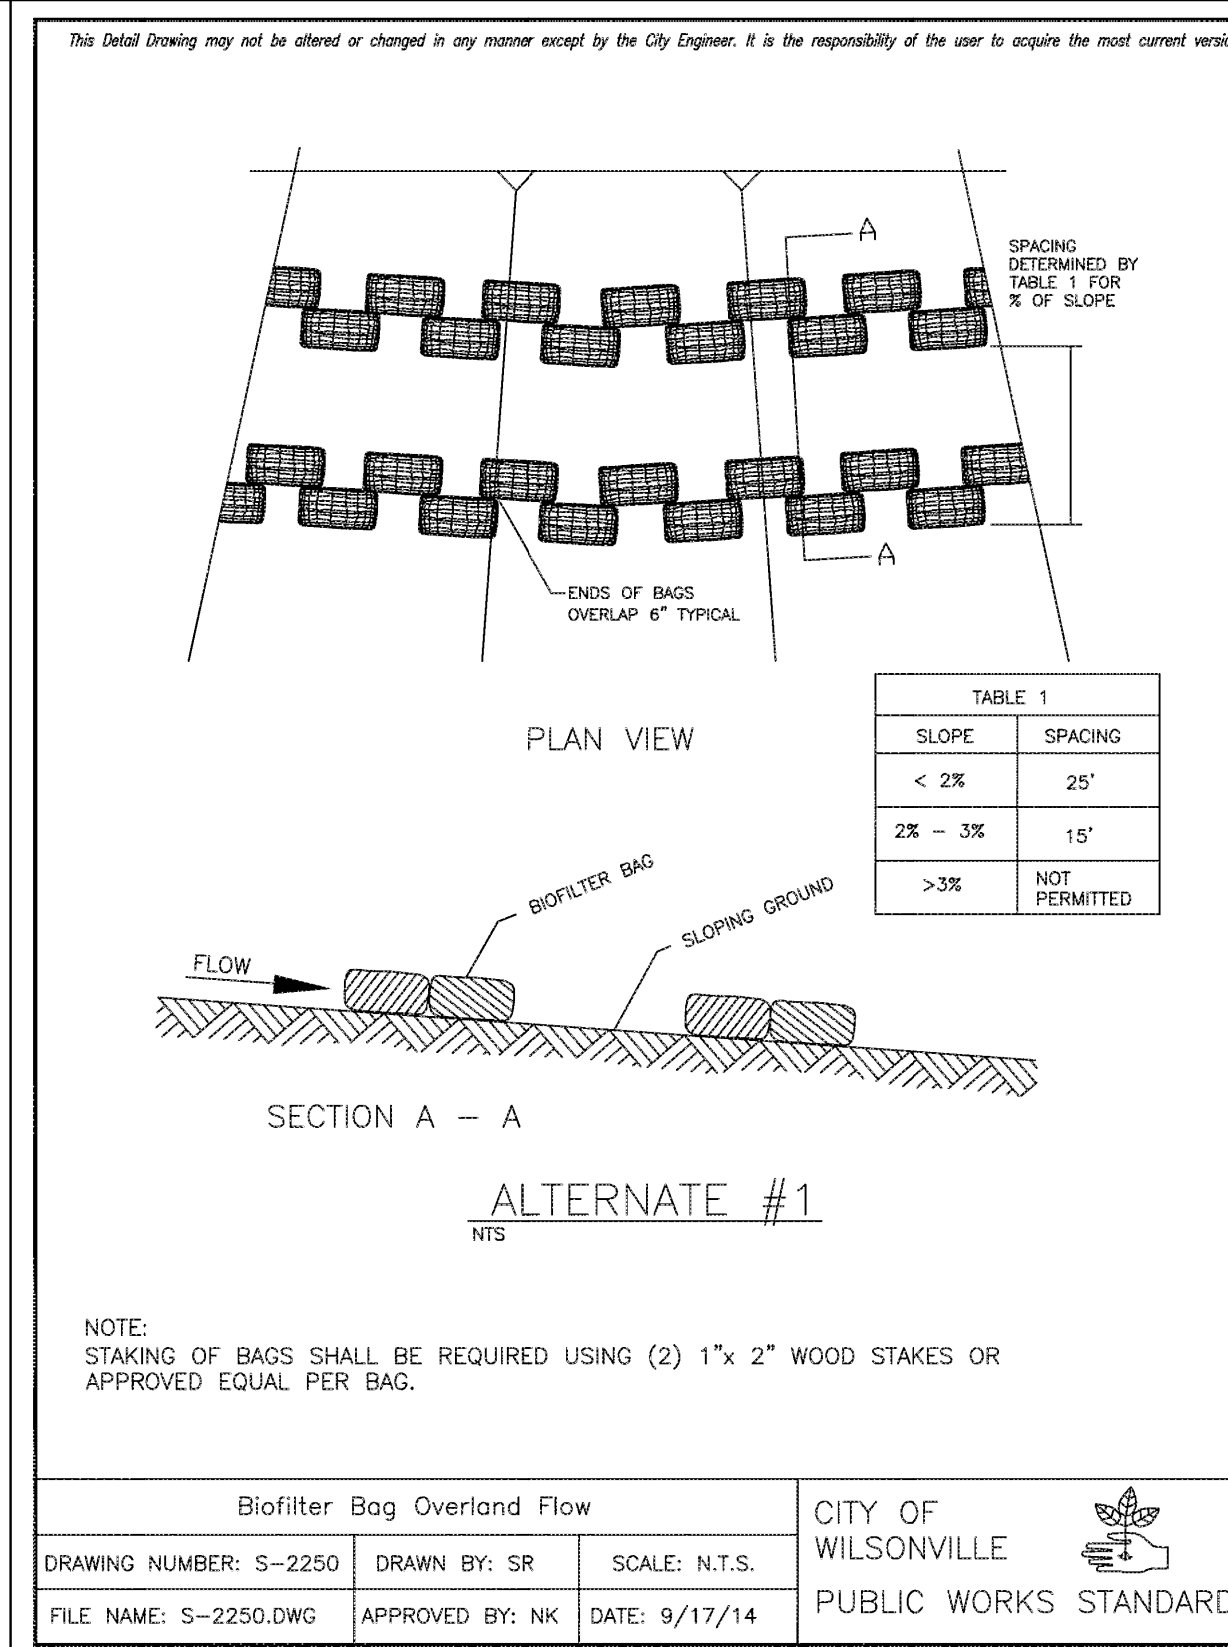 This Detail Drawing may not be altered or changed in any manner except by the City Engineer. It is the responsibility of the user to acquire the most current
A
SPACING
DETERMINED BY
TABLE 1 FOR
% OF SLOPE
A
ENDS OF BAGS
OVERLAP 6" TYPICAL
PLAN VIEW
TABLE 1
SLOPE SPACING
< 2% 25'
2% - 3% 15'
>3% NOT
PERMITTED
BIOFILTER BAG
SLOPING GROUND
FLOW
SECTION A - A
ALTERNATE #1
NTS
NOTE:
STAKING OF BAGS SHALL BE REQUIRED USING (2) 1"x 2" WOOD STAKES OR
APPROVED EQUAL PER BAG.
Biofilter Bag Overland Flow
DRAWING NUMBER: S-2250 DRAWN BY: SR SCALE: N.T.S.
FILE NAME: S-2250.DWG APPROVED BY: NK DATE: 9/17/14
CITY OF
WILSONVILLE
PUBLIC WORKS STANDARD